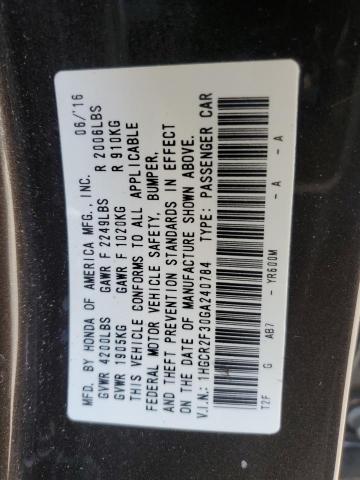 MFD. BY HONDA OF AMERICA MFG., INC. 06/16
GVWR 4200LBS GAWR F 2249LBS R 2006LBS
GVWR 1905KG GAWR F 1020KG R 910KG
THIS VEHICLE CONFORMS TO ALL APPLICABLE
FEDERAL MOTOR VEHICLE SAFETY, BUMPER,
AND THEFT PREVENTION STANDARDS IN EFFECT
ON THE DATE OF MANUFACTURE SHOWN ABOVE.
V.I.N.: 1HGCR2F30GA240784 TYPE: PASSENGER CAR
T2F G AB7 - YR600M - A - A